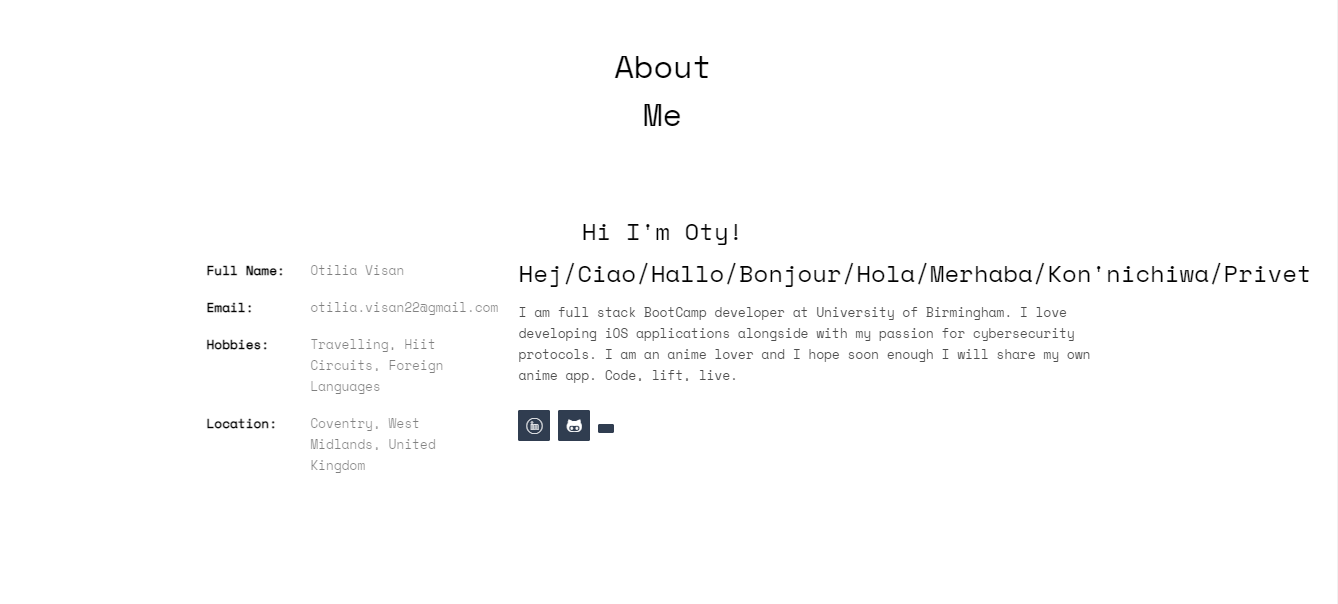 About
Me
Hi I'm Oty!
Full Name: Otilia Visan
Email: otilia.visan22@gmail.com
Hobbies: Travelling, Hiit
Circuits, Foreign
Languages
Location: Coventry, West
Midlands, United
Kingdom
Hej/Ciao/Hallo/Bonjour/Hola/Merhaba/Kon'nichiwa/Privet
I am full stack BootCamp developer at University of Birmingham. I love
developing iOS applications alongside with my passion for cybersecurity
protocols. I am an anime lover and I hope soon enough I will share my own
anime app. Code, lift, live.
in